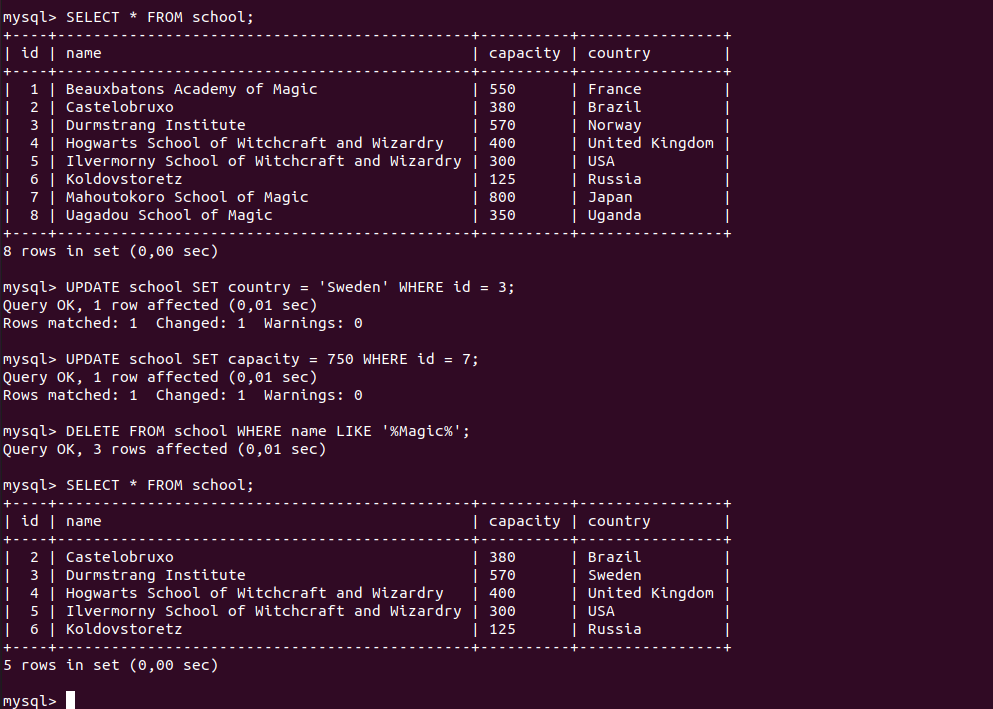 mysql> SELECT * FROM school;
+----+----------------------------------------------+----------+----------------+
| id | name                                         | capacity | country        |
+----+----------------------------------------------+----------+----------------+
|  1 | Beauxbatons Academy of Magic                 | 550      | France         |
|  2 | Castelobruxo                                 | 380      | Brazil         |
|  3 | Durmstrang Institute                         | 570      | Norway         |
|  4 | Hogwarts School of Witchcraft and Wizardry   | 400      | United Kingdom |
|  5 | Ilvermorny School of Witchcraft and Wizardry | 300      | USA            |
|  6 | Koldovstoretz                                | 125      | Russia         |
|  7 | Mahoutokoro School of Magic                  | 800      | Japan          |
|  8 | Uagadou School of Magic                      | 350      | Uganda         |
+----+----------------------------------------------+----------+----------------+
8 rows in set (0,00 sec)

mysql> UPDATE school SET country = 'Sweden' WHERE id = 3;
Query OK, 1 row affected (0,01 sec)
Rows matched: 1  Changed: 1  Warnings: 0

mysql> UPDATE school SET capacity = 750 WHERE id = 7;
Query OK, 1 row affected (0,01 sec)
Rows matched: 1  Changed: 1  Warnings: 0

mysql> DELETE FROM school WHERE name LIKE '%Magic%';
Query OK, 3 rows affected (0,01 sec)

mysql> SELECT * FROM school;
+----+----------------------------------------------+----------+----------------+
| id | name                                         | capacity | country        |
+----+----------------------------------------------+----------+----------------+
|  2 | Castelobruxo                                 | 380      | Brazil         |
|  3 | Durmstrang Institute                         | 570      | Sweden         |
|  4 | Hogwarts School of Witchcraft and Wizardry   | 400      | United Kingdom |
|  5 | Ilvermorny School of Witchcraft and Wizardry | 300      | USA            |
|  6 | Koldovstoretz                                | 125      | Russia         |
+----+----------------------------------------------+----------+----------------+
5 rows in set (0,00 sec)

mysql>